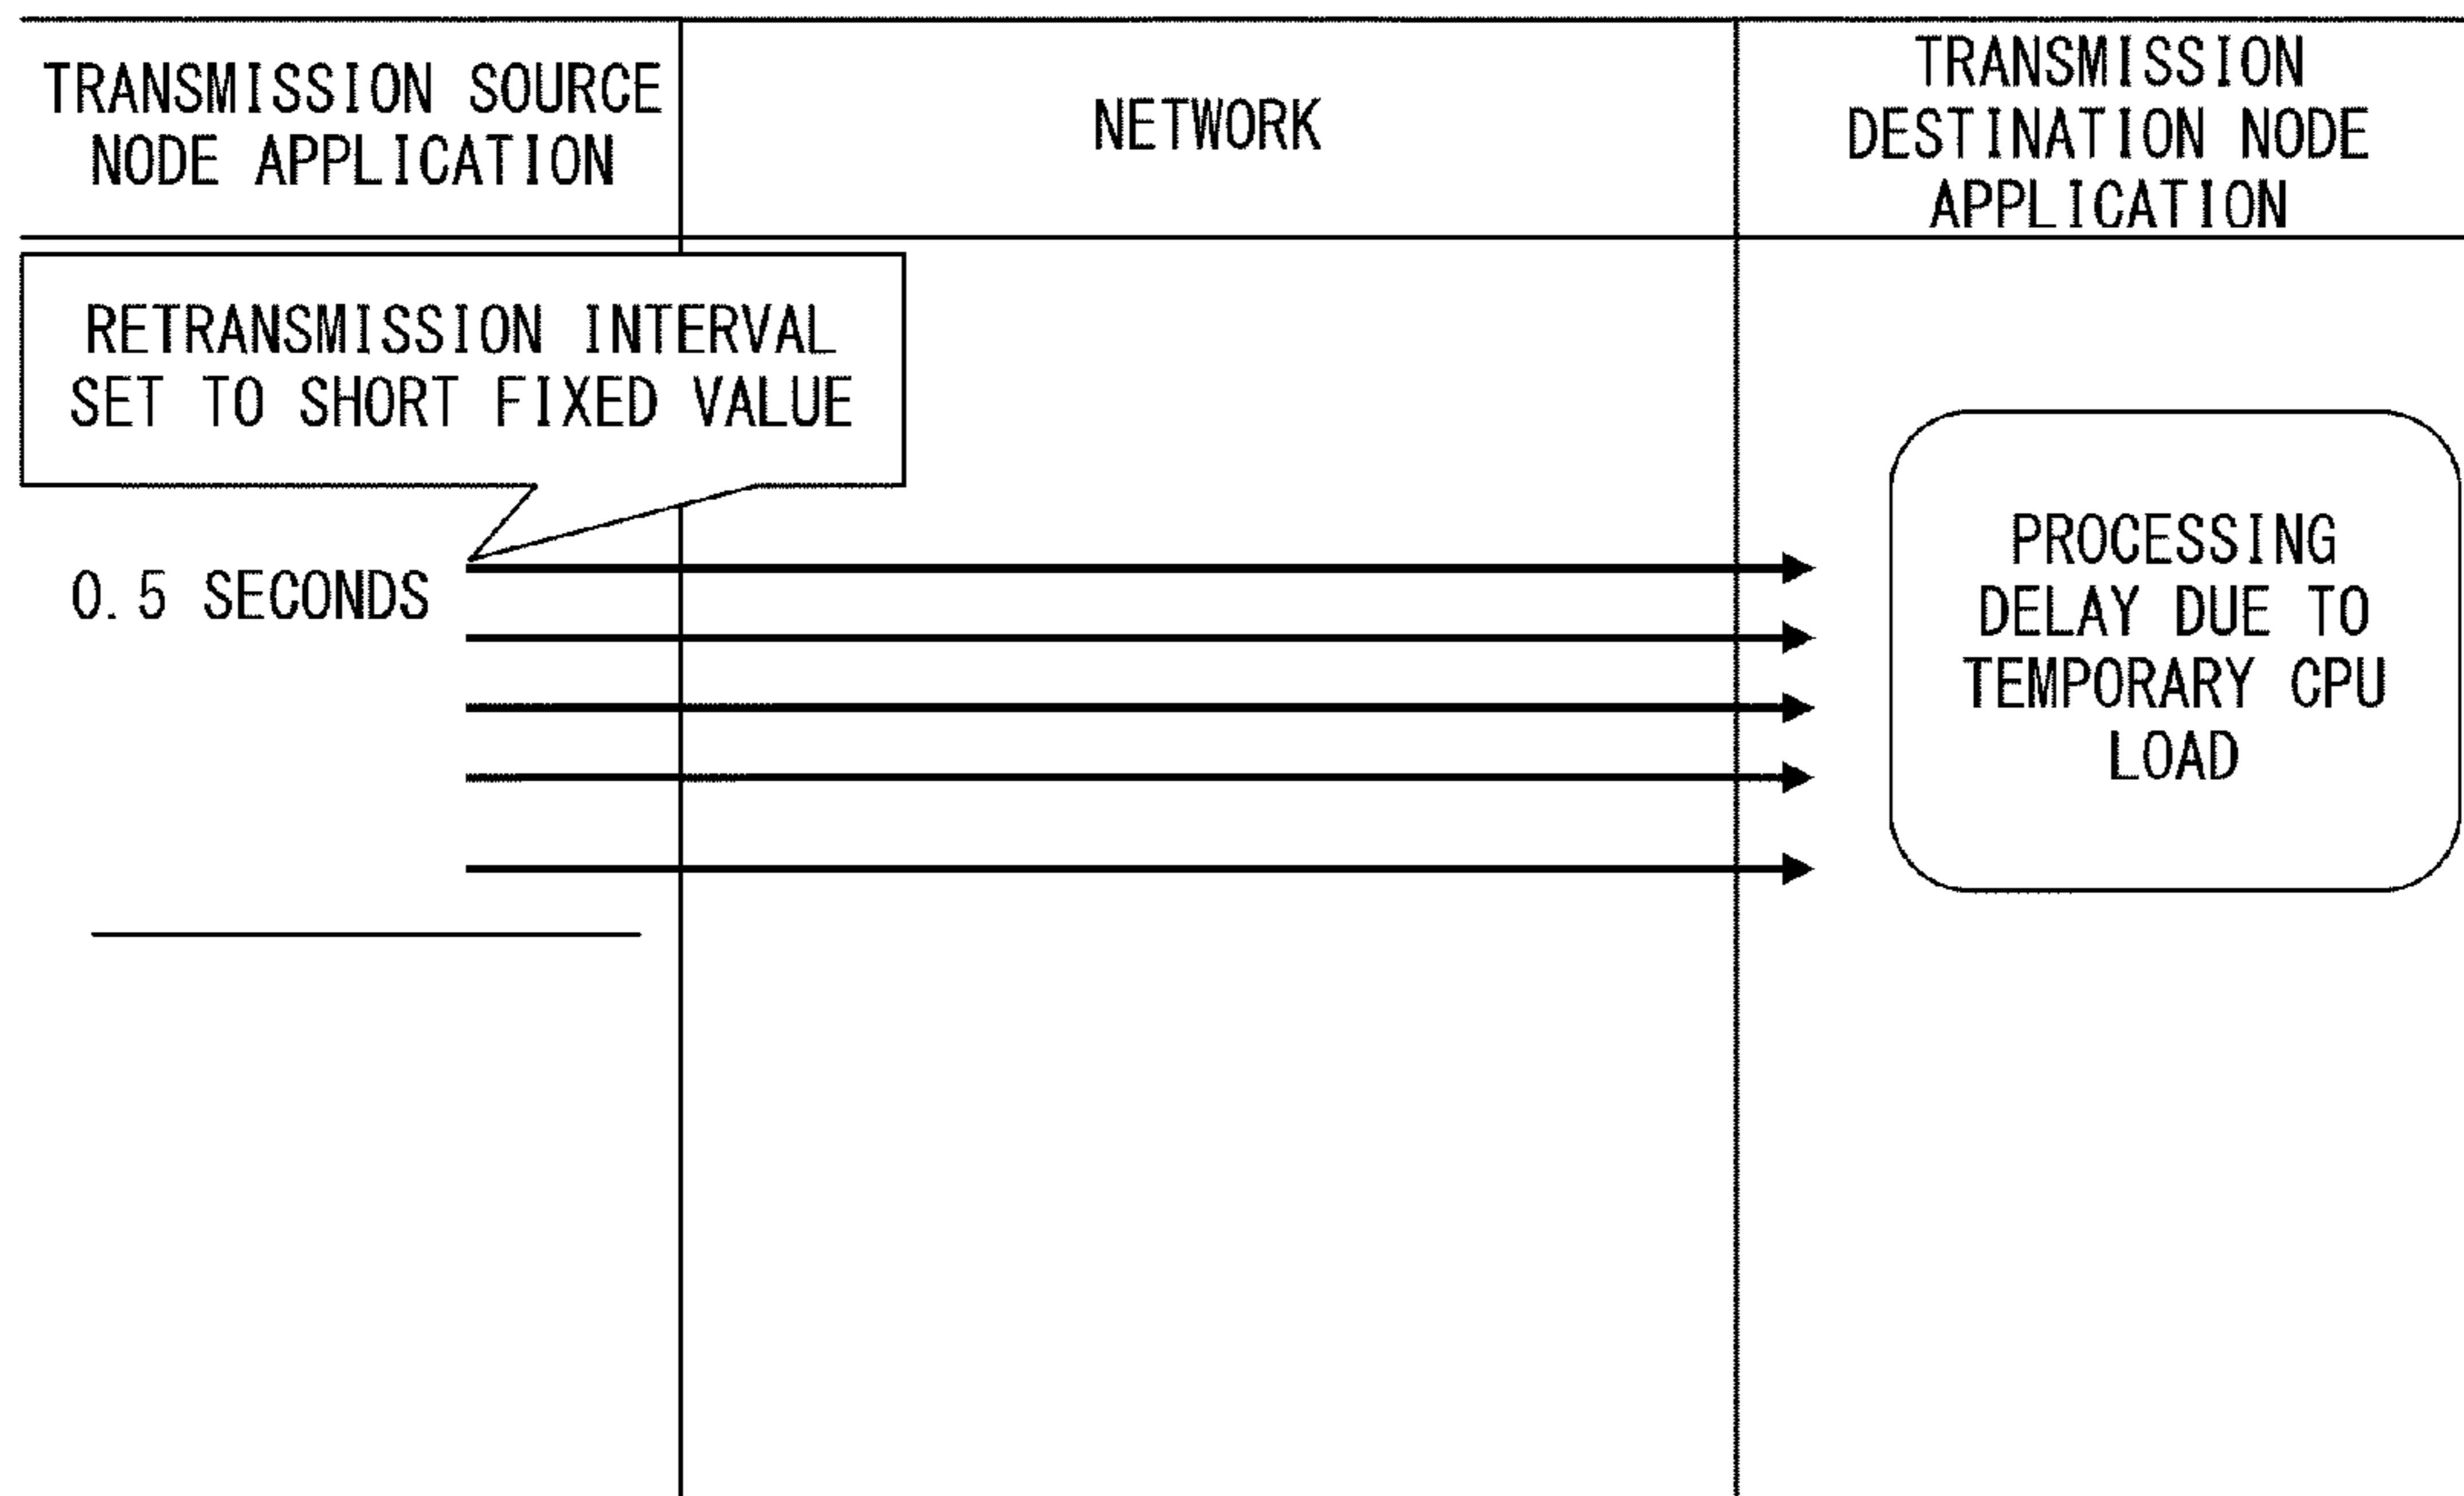 TRANSMISSION SOURCE
NODE APPLICATION
NETWORK
TRANSMISSION
DESTINATION NODE
APPLICATION
RETRANSMISSION INTERVAL
SET TO SHORT FIXED VALUE
0.5 SECONDS
PROCESSING
DELAY DUE TO
TEMPORARY CPU
LOAD